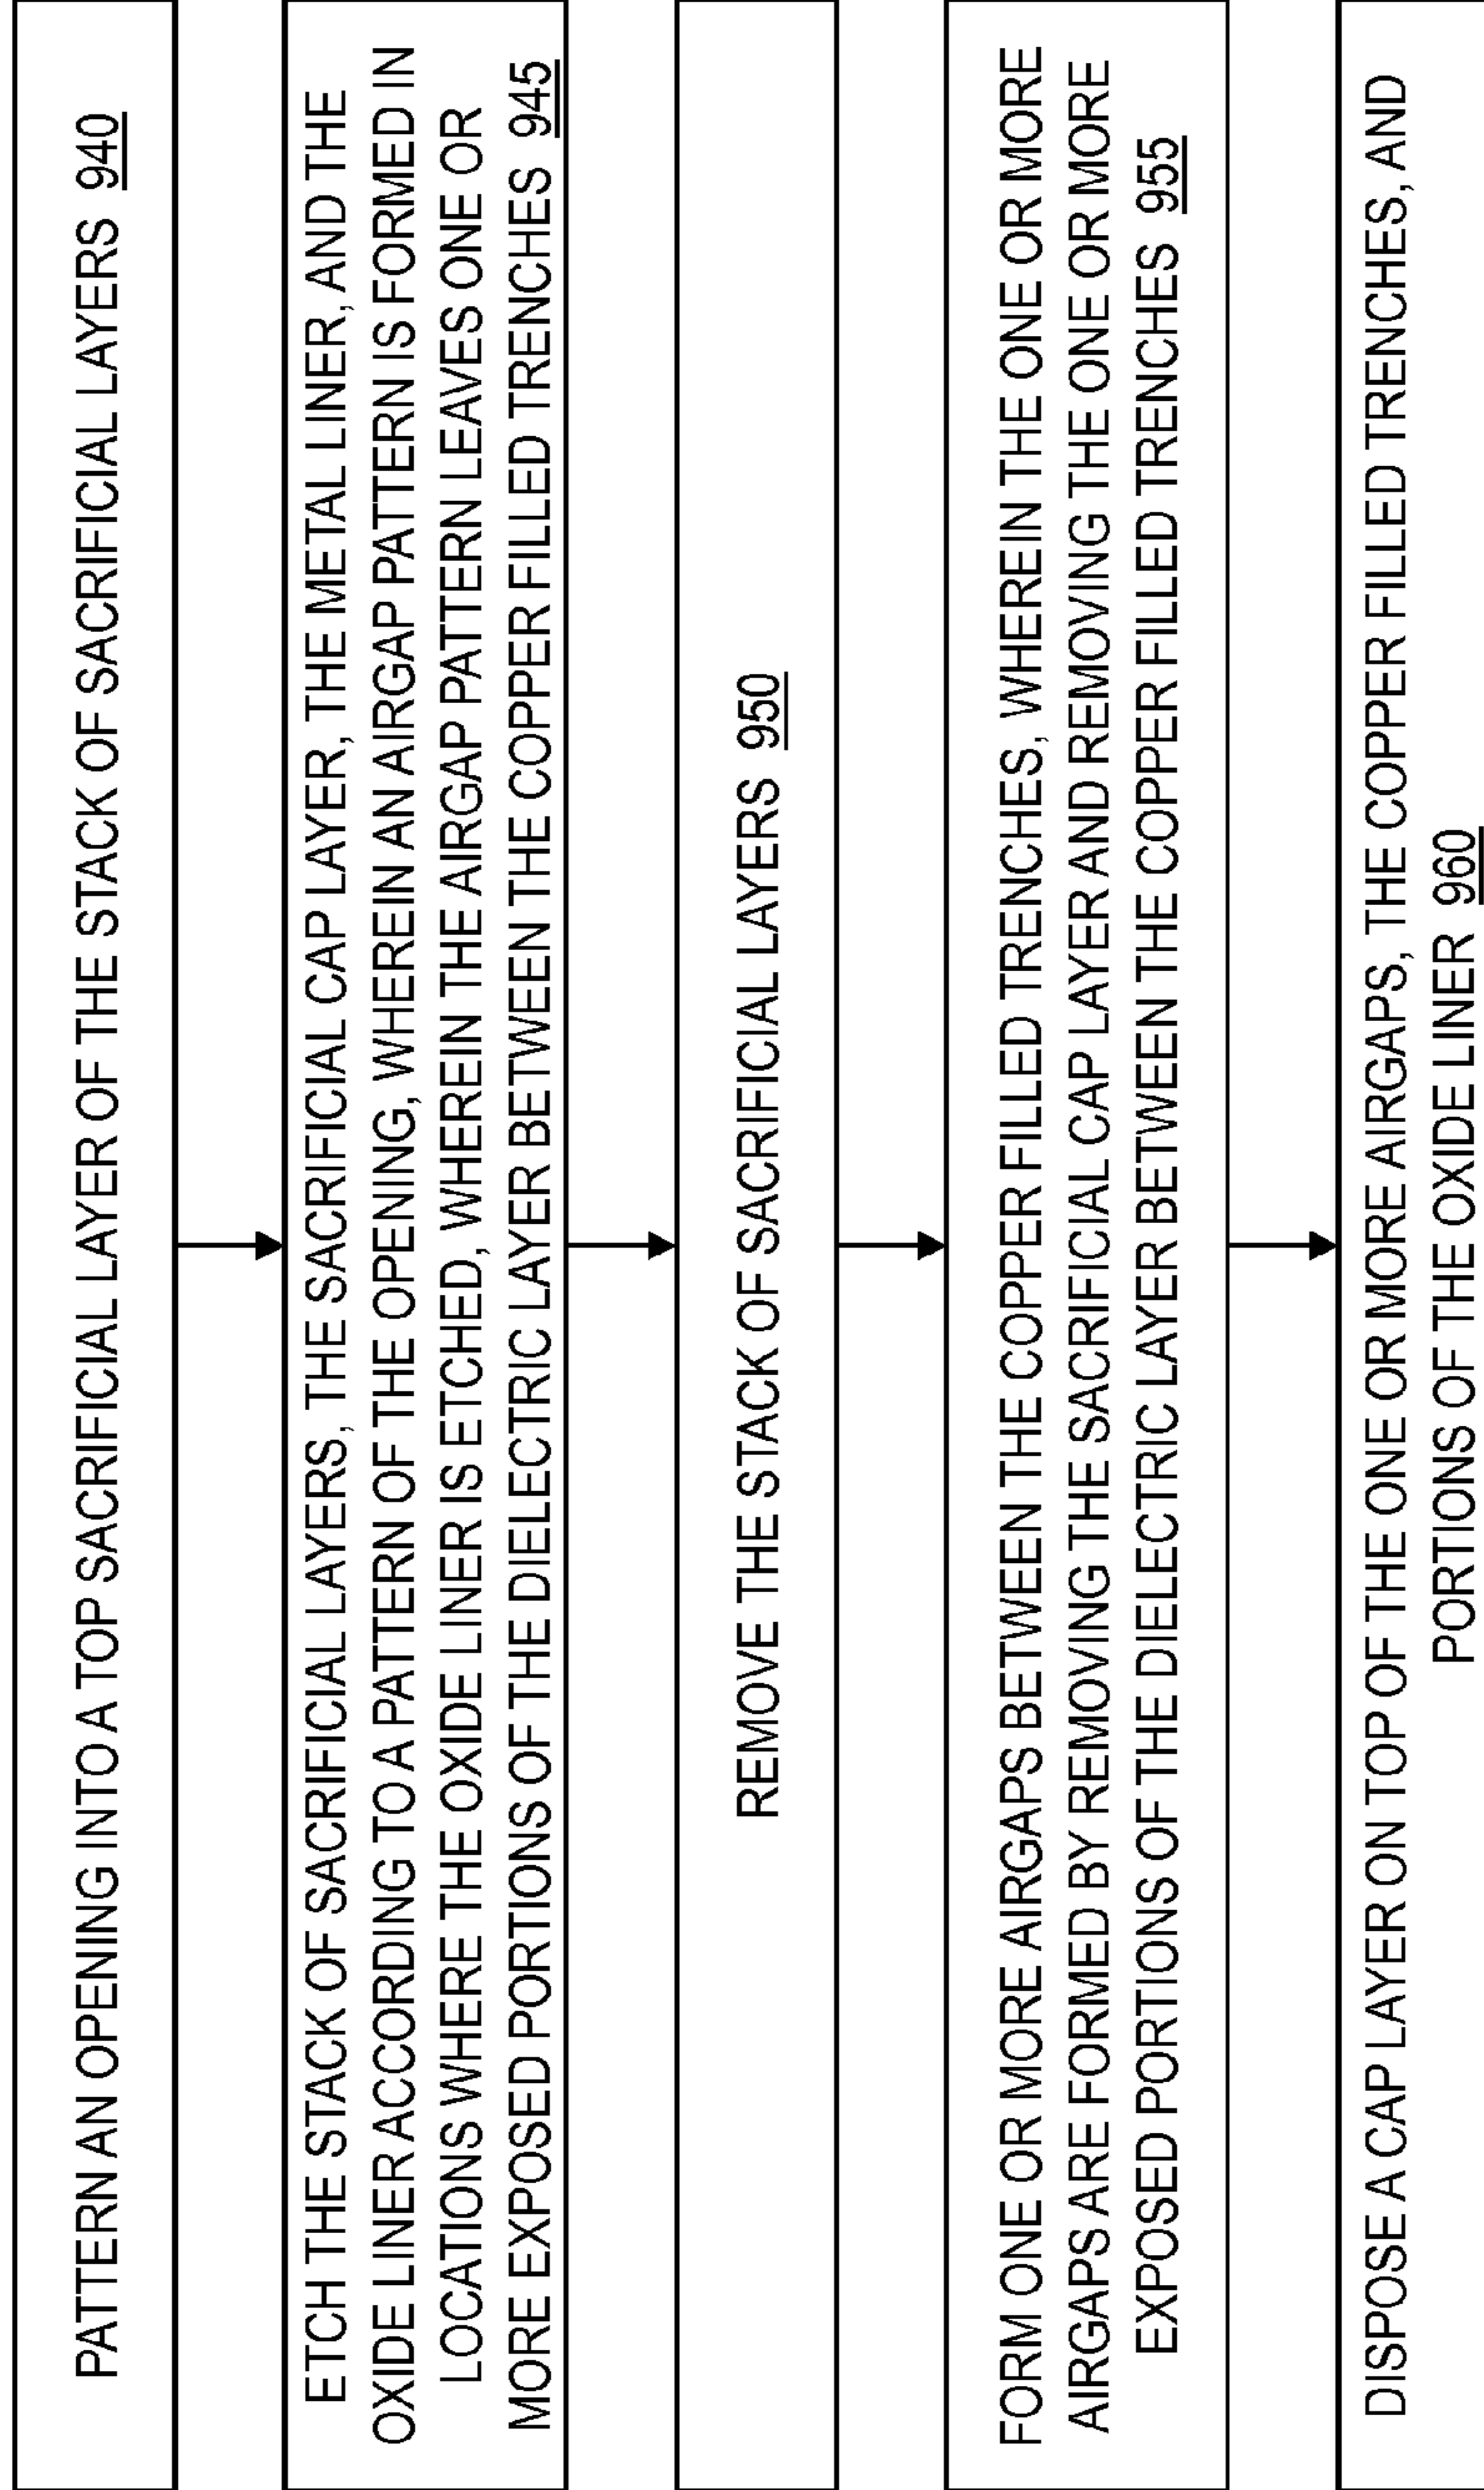 PATTERN AN OPENING INTO A TOP SACRIFICIAL LAYER OF THE STACK OF SACRIFICIAL LAYERS 940
ETCH THE STACK OF SACRIFICIAL LAYERS, THE SACRIFICIAL CAP LAYER, THE METAL LINER, AND THE
OXIDE LINER ACCORDING TO A PATTERN OF THE OPENING, WHEREIN AN AIRGAP PATTERN IS FORMED IN
LOCATIONS WHERE THE OXIDE LINER IS ETCHED, WHEREIN THE AIRGAP PATTERN LEAVES ONE OR
MORE EXPOSED PORTIONS OF THE DIELECTRIC LAYER BETWEEN THE COPPER FILLED TRENCHES 945
REMOVE THE STACK OF SACRIFICIAL LAYERS 950
FORM ONE OR MORE AIRGAPS BETWEEN THE COPPER FILLED TRENCHES, WHEREIN THE ONE OR MORE
AIRGAPS ARE FORMED BY REMOVING THE SACRIFICIAL CAP LAYER AND REMOVING THE ONE OR MORE
EXPOSED PORTIONS OF THE DIELECTRIC LAYER BETWEEN THE COPPER FILLED TRENCHES 955
DISPOSE A CAP LAYER ON TOP OF THE ONE OR MORE AIRGAPS, THE COPPER FILLED TRENCHES, AND
PORTIONS OF THE OXIDE LINER 960